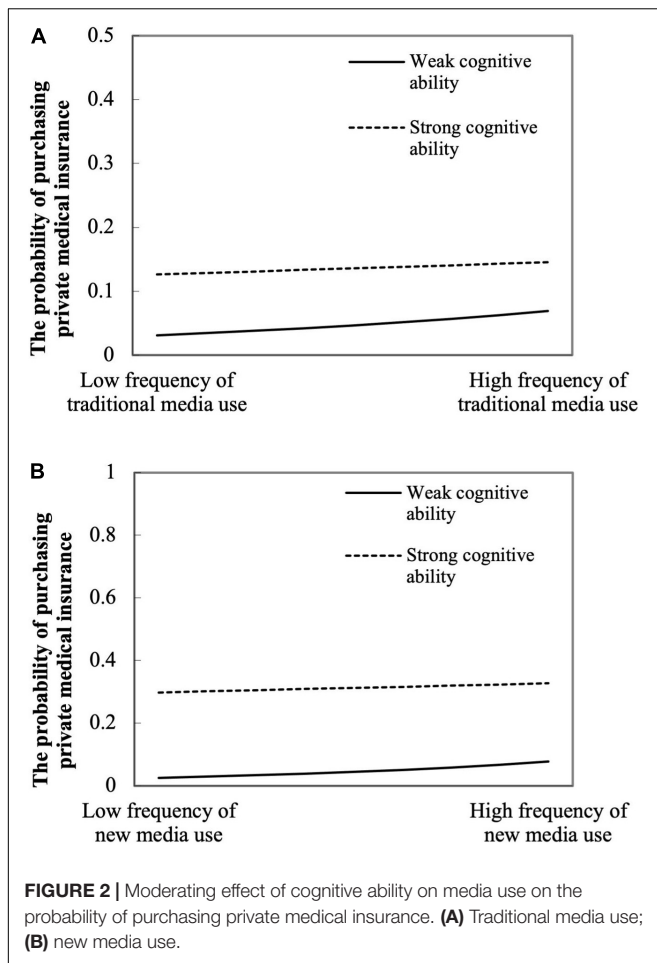 A
The probability of purchasing
private medical insurance
0.5
0.4
0.3
0.2
0.1
0
Weak cognitive
ability
Strong cognitive
ability
Low frequency of
traditional media use
High frequency of
traditional media use
B
The probability of purchasing
private medical insurance
1
0.8
0.6
0.4
0.2
0
Weak cognitive
ability
Strong cognitive
ability
Low frequency of
new media use
High frequency of
new media use
FIGURE 2 | Moderating effect of cognitive ability on media use on the
probability of purchasing private medical insurance. (A) Traditional media use;
(B) new media use.